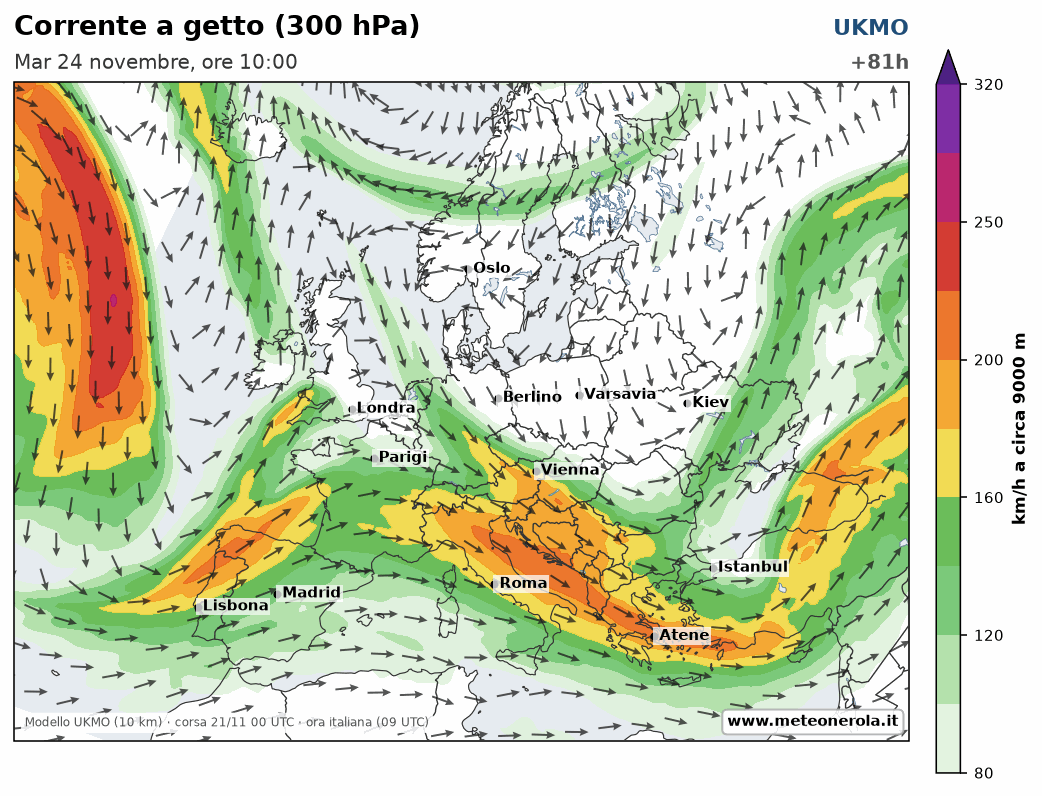 Corrente a getto (300 hPa)
UKMO
Mar 24 novembre, ore 10:00
+81h
320
250
200
160
120
80
km/h a circa 9000 m
Oslo
Londra
Berlino
Varsavia
Kiev
Parigi
Vienna
Istanbul
Roma
Madrid
Lisbona
Atene
Modello UKMO (10 km) · corsa 21/11 00 UTC · ora italiana (09 UTC)
www.meteonerola.it